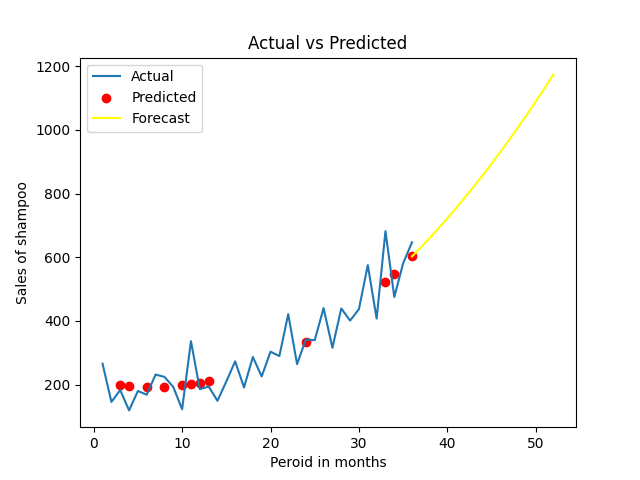 Actual vs Predicted
Actual
Predicted
Forecast
1200
1000
800
600
400
200
Sales of shampoo
0
10
20
30
40
50
Peroid in months